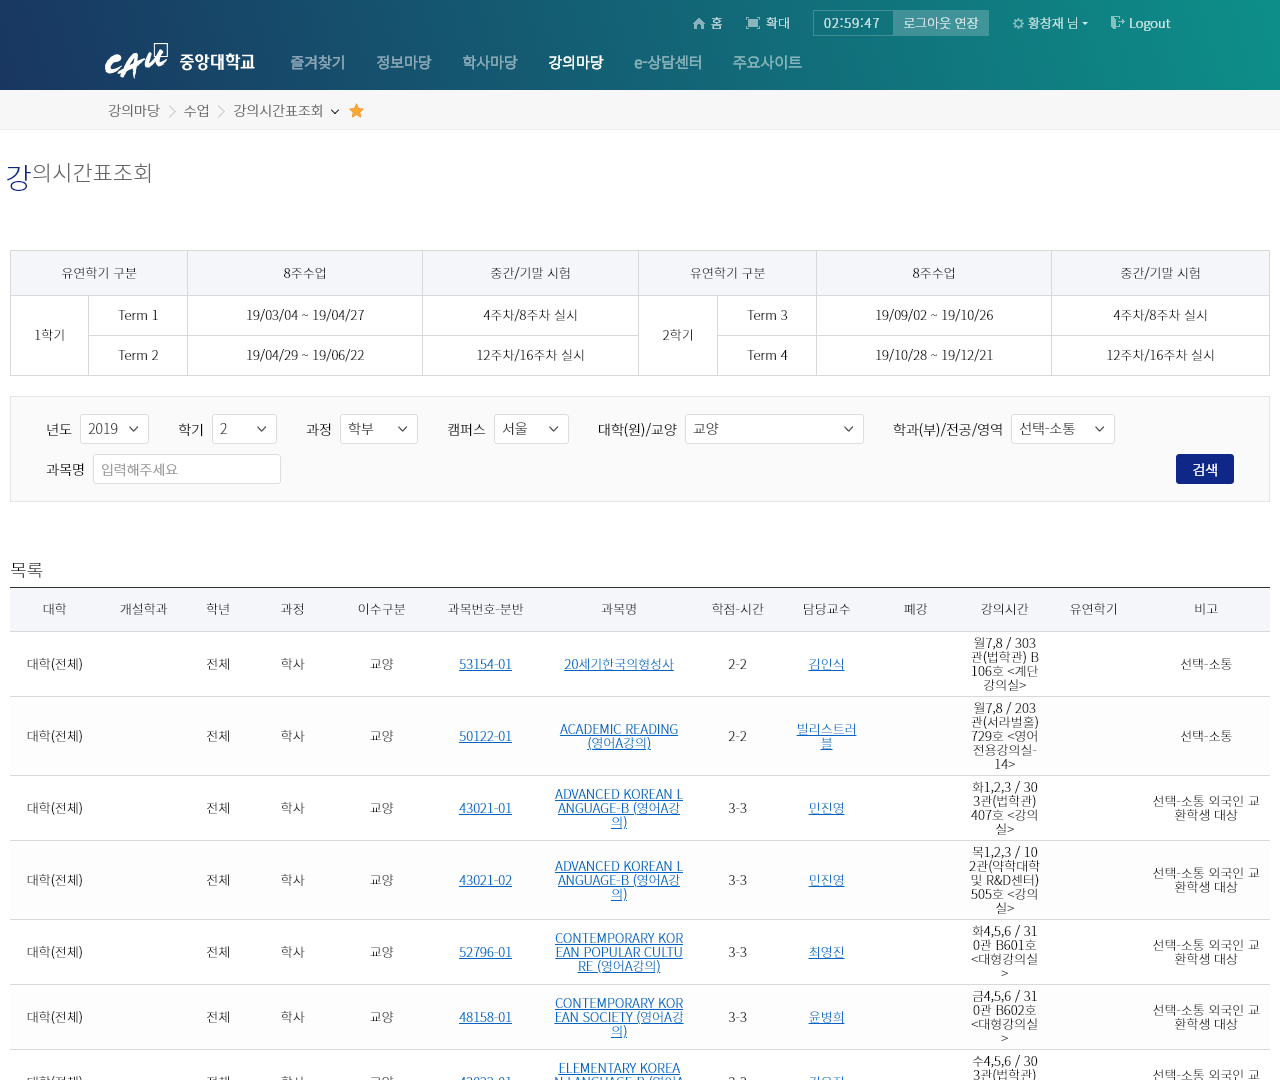 홈 확대 02:59:47 로그아웃 연장 황창재 님 Logout
CAU 중앙대학교 즐겨찾기 정보마당 학사마당 강의마당 e-상담센터 주요사이트
강의마당 수업 강의시간표조회
강의시간표조회
유연학기 구분 8주수업 중간/기말 시험 유연학기 구분 8주수업 중간/기말 시험
1학기 Term 1 19/03/04 ~ 19/04/27 4주차/8주차 실시 2학기 Term 3 19/09/02 ~ 19/10/26 4주차/8주차 실시
Term 2 19/04/29 ~ 19/06/22 12주차/16주차 실시 Term 4 19/10/28 ~ 19/12/21 12주차/16주차 실시
년도 2019 학기 2 과정 학부 캠퍼스 서울 대학(원)/교양 교양 학과(부)/전공/영역 선택-소통
과목명 입력해주세요 검색
목록
대학 개설학과 학년 과정 이수구분 과목번호-분반 과목명 학점-시간 담당교수 폐강 강의시간 유연학기 비고
대학(전체) 전체 학사 교양 53154-01 20세기한국의형성사 2-2 김인식 월7,8 / 303
관(법학관) B
106호 <계단
강의실> 선택-소통
대학(전체) 전체 학사 교양 50122-01 ACADEMIC READING
(영어A강의) 2-2 빌리스트러
블 월7,8 / 203
관(서라벌홀)
729호 <영어
전용강의실-
14> 선택-소통
대학(전체) 전체 학사 교양 43021-01 ADVANCED KOREAN L
ANGUAGE-B (영어A강
의) 3-3 민진영 화1,2,3 / 30
3관(법학관)
407호 <강의
실> 선택-소통 외국인 교
환학생 대상
대학(전체) 전체 학사 교양 43021-02 ADVANCED KOREAN L
ANGUAGE-B (영어A강
의) 3-3 민진영 목1,2,3 / 10
2관(약학대학
및 R&D센터)
505호 <강의
실> 선택-소통 외국인 교
환학생 대상
대학(전체) 전체 학사 교양 52796-01 CONTEMPORARY KOR
EAN POPULAR CULTU
RE (영어A강의) 3-3 최영진 화4,5,6 / 31
0관 B601호
<대형강의실
> 선택-소통 외국인 교
환학생 대상
대학(전체) 전체 학사 교양 48158-01 CONTEMPORARY KOR
EAN SOCIETY (영어A강
의) 3-3 윤병희 금4,5,6 / 31
0관 B602호
<대형강의실
> 선택-소통 외국인 교
환학생 대상
ELEMENTARY KOREA
수4,5,6 / 30
3관(법학관)
선택-소통 외국인 교